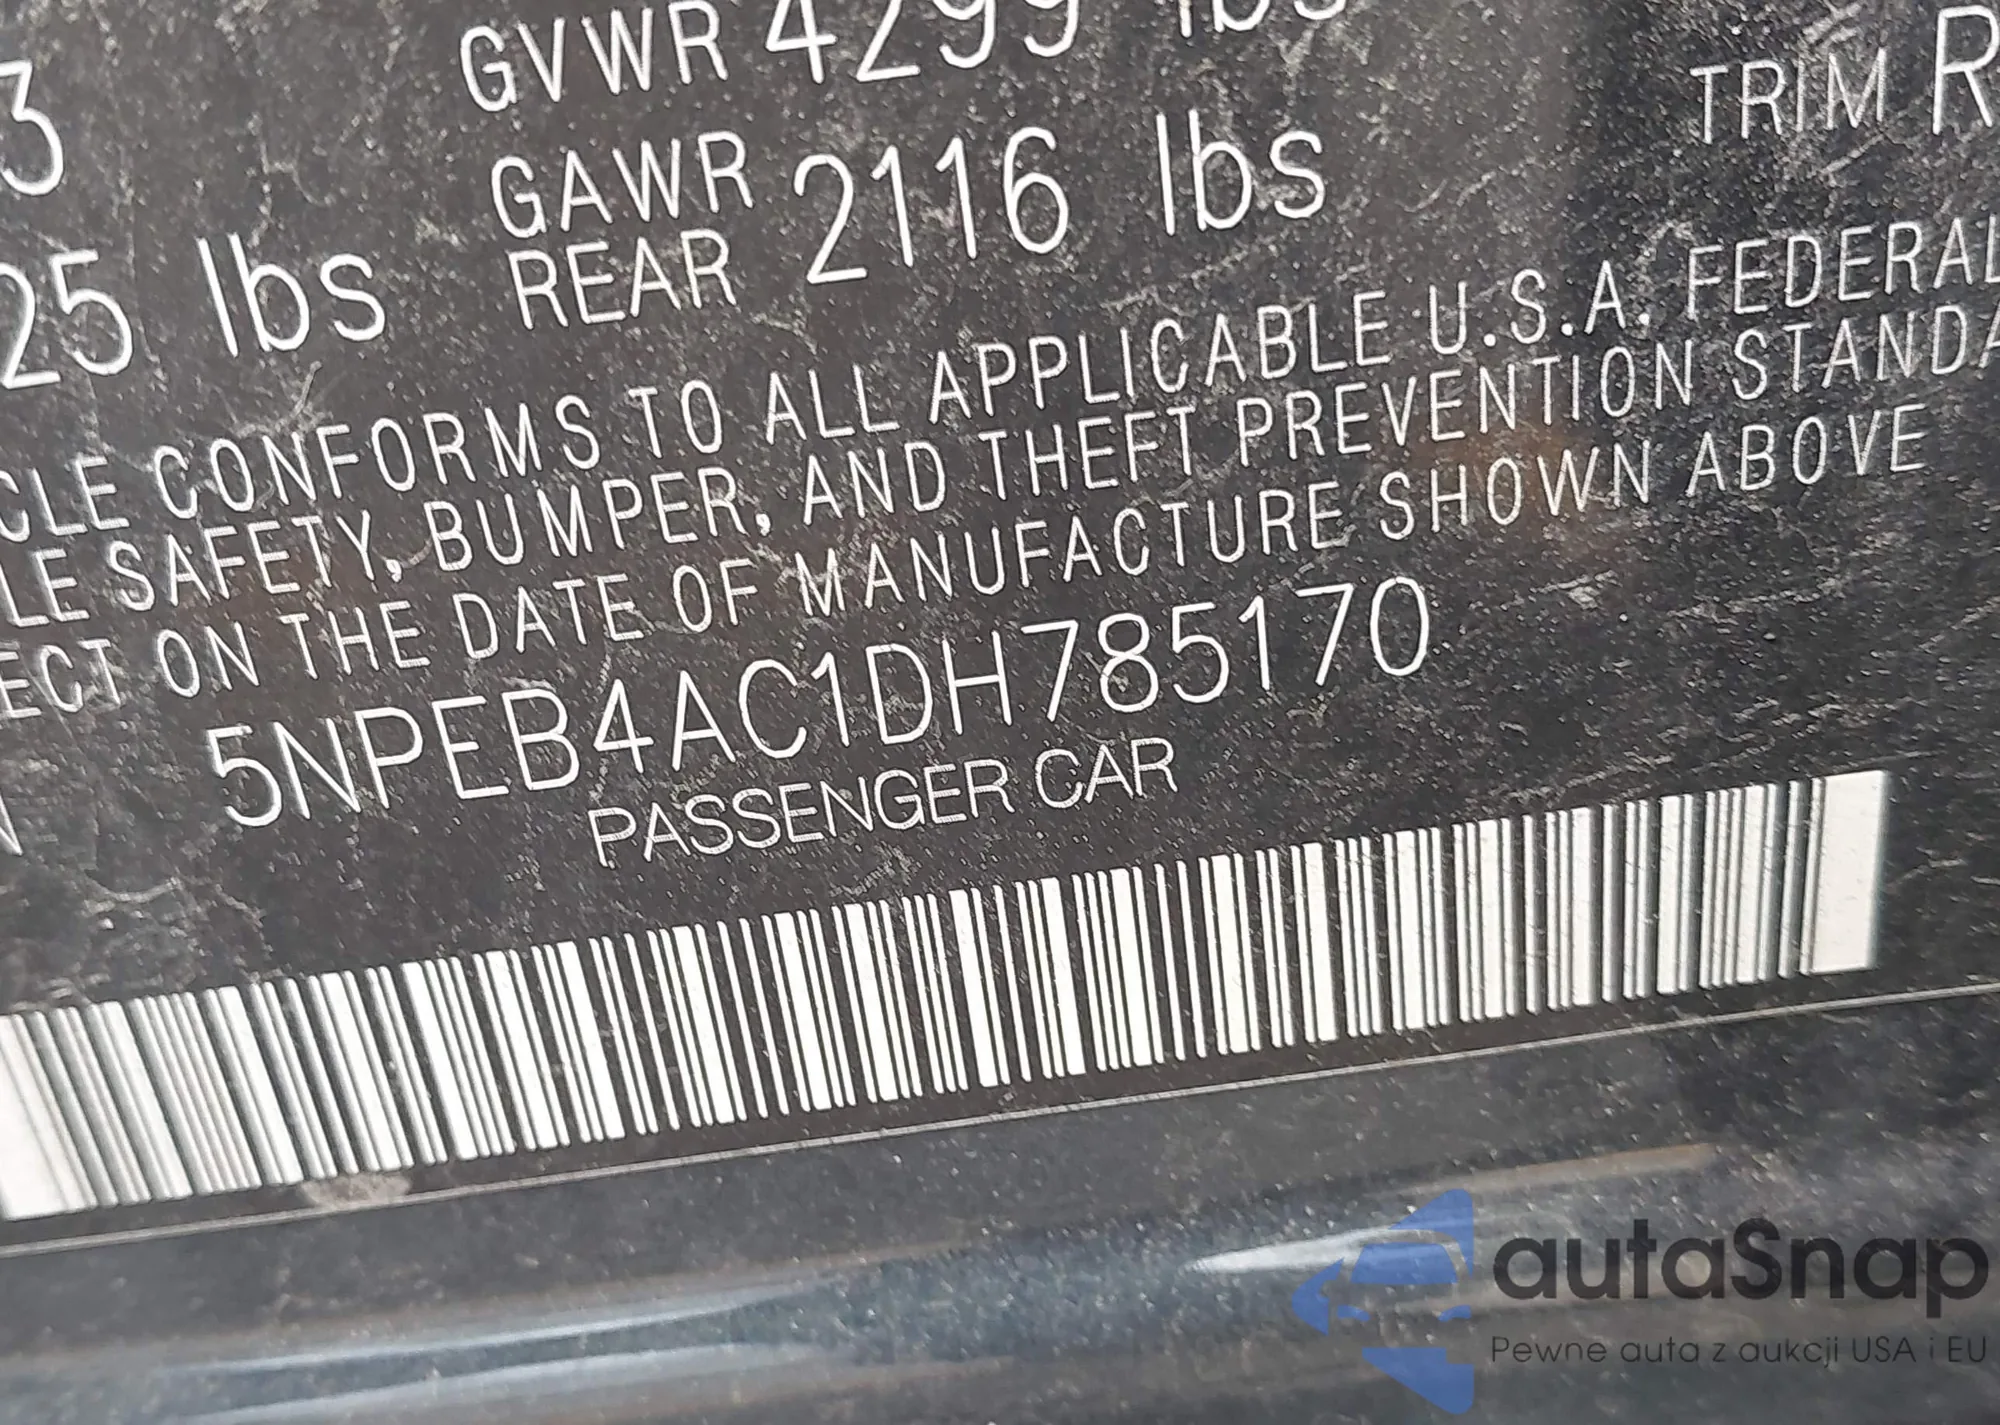 3
GVWR 4299 lbs
TRIM R
25 lbs
GAWR REAR 2116 lbs
CLE CONFORMS TO ALL APPLICABLE U.S.A. FEDERAL
LE SAFETY, BUMPER, AND THEFT PREVENTION STANDA
ECT ON THE DATE OF MANUFACTURE SHOWN ABOVE
5NPEB4AC1DH785170
PASSENGER CAR
autaSnap
Pewne auta z aukcji USA i EU